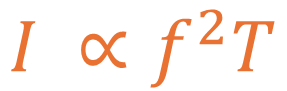 I ∝ f²T